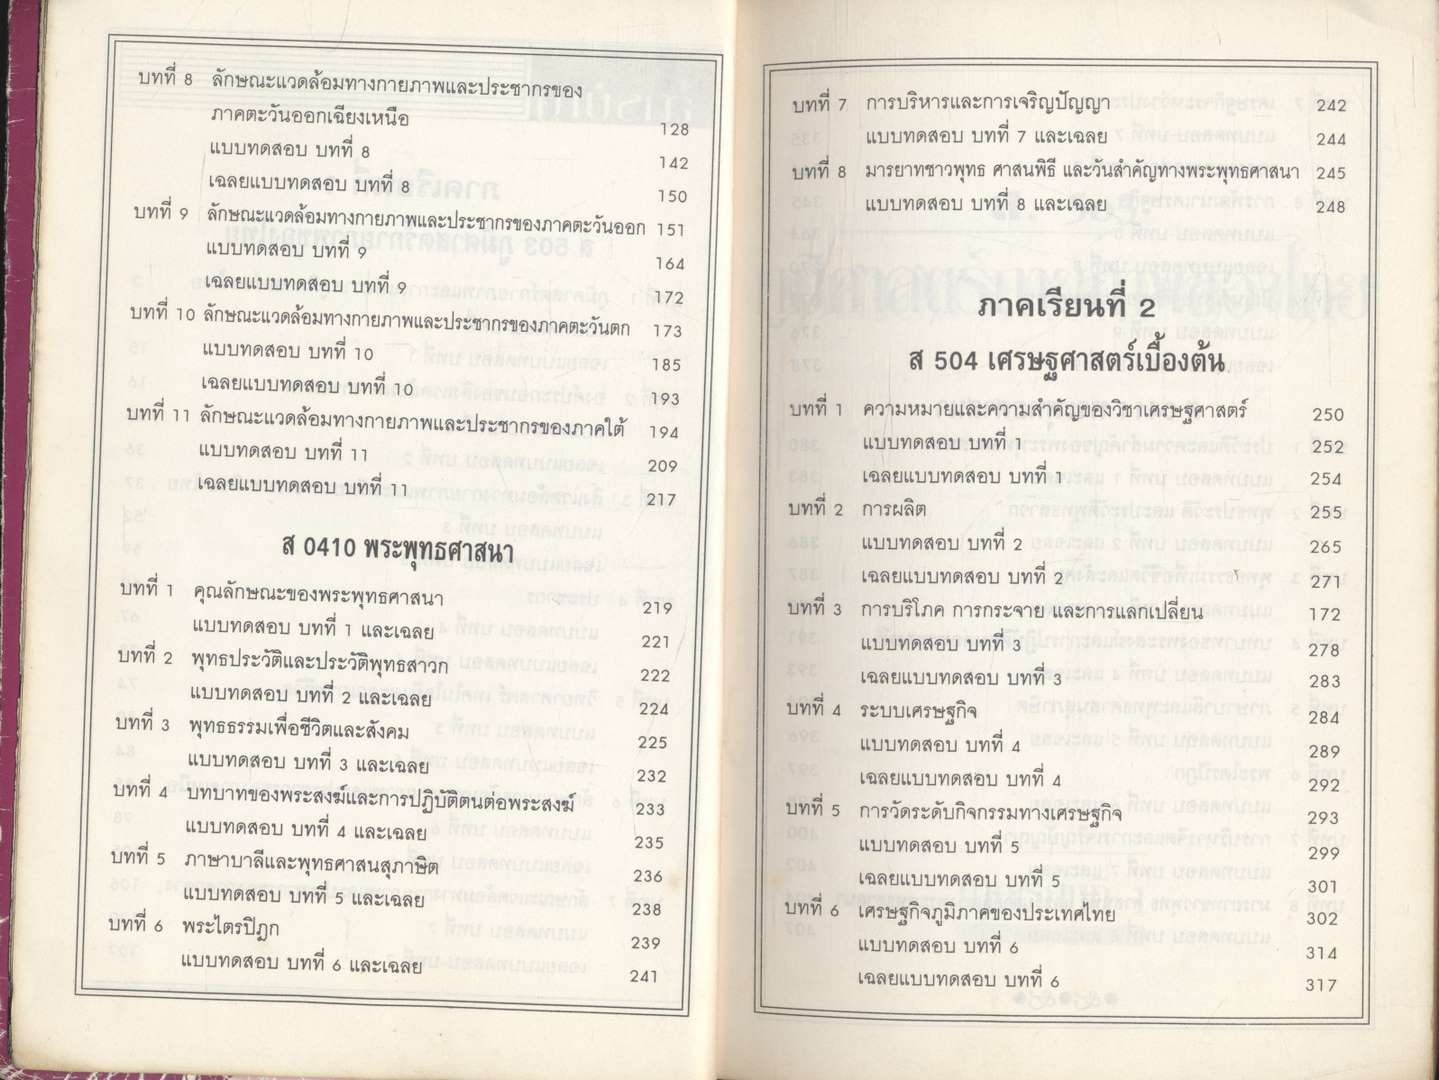 บทที่ 8 ลักษณะแวดล้อมทางกายภาพและประชากรของ
ภาคตะวันออกเฉียงเหนือ 128
แบบทดสอบ บทที่ 8 142
เฉลยแบบทดสอบ บทที่ 8 150
บทที่ 9 ลักษณะแวดล้อมทางกายภาพและประชากรของภาคตะวันออก 151
แบบทดสอบ บทที่ 9 164
เฉลยแบบทดสอบ บทที่ 9 172
บทที่ 10 ลักษณะแวดล้อมทางกายภาพและประชากรของภาคตะวันตก 173
แบบทดสอบ บทที่ 10 185
เฉลยแบบทดสอบ บทที่ 10 193
บทที่ 11 ลักษณะแวดล้อมทางกายภาพและประชากรของภาคใต้ 194
แบบทดสอบ บทที่ 11 209
เฉลยแบบทดสอบ บทที่ 11 217
ส 0410 พระพุทธศาสนา
บทที่ 1 คุณลักษณะของพระพุทธศาสนา 219
แบบทดสอบ บทที่ 1 และเฉลย 221
บทที่ 2 พุทธประวัติและประวัติพุทธสาวก 222
แบบทดสอบ บทที่ 2 และเฉลย 224
บทที่ 3 พุทธธรรมเพื่อชีวิตและสังคม 225
แบบทดสอบ บทที่ 3 และเฉลย 232
บทที่ 4 บทบาทของพระสงฆ์และการปฏิบัติตนต่อพระสงฆ์ 233
แบบทดสอบ บทที่ 4 และเฉลย 235
บทที่ 5 ภาษาบาลีและพุทธศาสนสุภาษิต 236
แบบทดสอบ บทที่ 5 และเฉลย 238
บทที่ 6 พระไตรปิฎก 239
แบบทดสอบ บทที่ 6 และเฉลย 241
บทที่ 7 การบริหารและการเจริญปัญญา 242
แบบทดสอบ บทที่ 7 และเฉลย 244
บทที่ 8 มารยาทชาวพุทธ ศาสนพิธี และวันสำคัญทางพระพุทธศาสนา 245
แบบทดสอบ บทที่ 8 และเฉลย 248
ภาคเรียนที่ 2
ส 504 เศรษฐศาสตร์เบื้องต้น
บทที่ 1 ความหมายและความสำคัญของวิชาเศรษฐศาสตร์ 250
แบบทดสอบ บทที่ 1 252
เฉลยแบบทดสอบ บทที่ 1 254
บทที่ 2 การผลิต 255
แบบทดสอบ บทที่ 2 265
เฉลยแบบทดสอบ บทที่ 2 271
บทที่ 3 การบริโภค การกระจาย และการแลกเปลี่ยน 172
แบบทดสอบ บทที่ 3 278
เฉลยแบบทดสอบ บทที่ 3 283
บทที่ 4 ระบบเศรษฐกิจ 284
แบบทดสอบ บทที่ 4 289
เฉลยแบบทดสอบ บทที่ 4 292
บทที่ 5 การวัดระดับกิจกรรมทางเศรษฐกิจ 293
แบบทดสอบ บทที่ 5 299
เฉลยแบบทดสอบ บทที่ 5 301
บทที่ 6 เศรษฐกิจภูมิภาคของประเทศไทย 302
แบบทดสอบ บทที่ 6 314
เฉลยแบบทดสอบ บทที่ 6 317